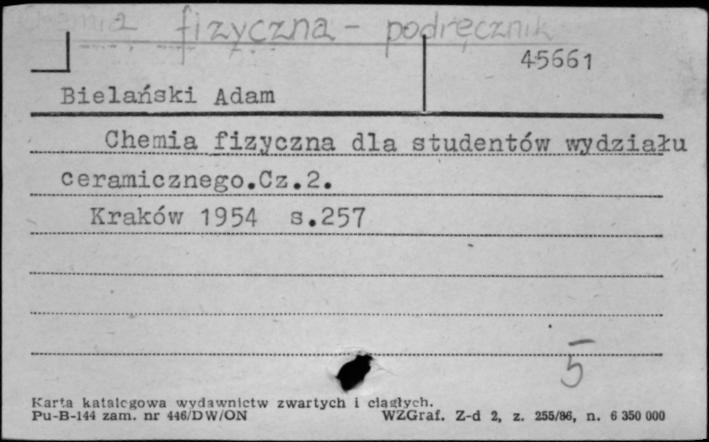 Chemia fizyczna - podręcznik
45661
Bielański Adam
Chemia fizyczna dla studentów wydziału
ceramicznego.Cz.2.
Kraków 1954 s.257
5
Karta katalogowa wydawnictw zwartych i ciągłych.
Pu-B-144 zam. nr 446/DW/ON WZGraf. Z-d 2, z. 255/86, n. 6 350 000